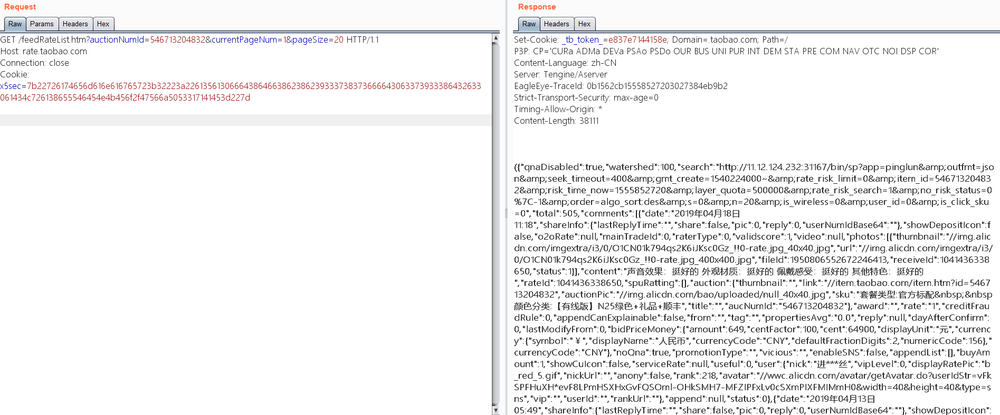 Request
Raw Params Headers Hex
GET /feedRateList.htm?auctionNumId=546713204832&currentPageNum=1&pageSize=20 HTTP/1.1
Host: rate.taobao.com
Connection: close
Cookie:
x5sec=7b22726174656d616e616765723b32223a22613561306664386466386238623933373837366664306337393338643263
061434c726138655546454e4b456f2f47566a5053317141453d227d
Response
Raw Headers Hex
Set-Cookie: _tb_token_=e837e7144158e; Domain=.taobao.com; Path=/
P3P: CP='CURa ADMa DEVa PSAo PSDo OUR BUS UNI PUR INT DEM STA PRE COM NAV OTC NOI DSP COR'
Content-Language: zh-CN
Server: Tengine/Aserver
EagleEye-TraceId: 0b1562cb15558527203027384eb9b2
Strict-Transport-Security: max-age=0
Timing-Allow-Origin: *
Content-Length: 38111
({"qnaDisabled":true,"watershed":100,"search":"http://11.12.124.232:31167/bin/sp?app=pinglun&amp;outfmt=jso
n&amp;seek_timeout=400&amp;gmt_create=1540224000~&amp;rate_risk_limit=0&amp;item_id=54671320483
2&amp;risk_time_now=1555852720&amp;layer_quota=500000&amp;rate_risk_search=1&amp;no_risk_status=0
%7C-1&amp;order=algo_sort:des&amp;s=0&amp;n=20&amp;is_wireless=0&amp;user_id=0&amp;is_click_sku
=0","total":505,"comments":[{"date":"2019年04月18日
11:18","shareInfo":{"lastReplyTime":"","share":false,"pic":0,"reply":0,"userNumIdBase64":""},"showDepositIcon":f
alse,"o2oRate":null,"mainTradeId":0,"raterType":0,"validscore":1,"video":null,"photos":[{"thumbnail":"//img.alic
dn.com/imgextra/i3/0/O1CN01k794qs2K6iJKsc0Gz_!!0-rate.jpg_40x40.jpg","url":"//img.alicdn.com/imgextra/i3/
0/O1CN01k794qs2K6iJKsc0Gz_!!0-rate.jpg_400x400.jpg","fileId":1950806552672246413,"receiveId":1041436338
650,"status":1}],"content":"声音效果：挺好的 外观材质：挺好的 佩戴感受：挺好的 其他特色：挺好的
","rateId":1041436338650,"spuRatting":[],"auction":{"thumbnail":"","link":"//item.taobao.com/item.htm?id=5467
13204832","auctionPic":"//img.alicdn.com/bao/uploaded/null_40x40.jpg","sku":"套餐类型:官方标配&nbsp;&nbsp
颜色分类:【有线版】N25绿色+礼品+顺丰","title":"","aucNumId":"546713204832"},"award":"","rate":"1","creditFrau
dRule":0,"appendCanExplainable":false,"from":"","tag":"","propertiesAvg":"0.0","reply":null,"dayAfterConfirm":
0,"lastModifyFrom":0,"bidPriceMoney":{"amount":649,"centFactor":100,"cent":64900,"displayUnit":"元","currenc
y":{"symbol":"￥","displayName":"人民币","currencyCode":"CNY","defaultFractionDigits":2,"numericCode":156},"
currencyCode":"CNY"},"noQna":true,"promotionType":"","vicious":"","enableSNS":false,"appendList":[],"buyAm
ount":1,"showCuIcon":false,"serviceRate":null,"useful":0,"user":{"nick":"进***丝","vipLevel":0,"displayRatePic":"b
_red_5.gif","nickUrl":"","anony":false,"rank":218,"avatar":"//wwc.alicdn.com/avatar/getAvatar.do?userIdStr=vFk
SPFHuXH*evF8LPmHSXHxGvFQSOml-OHkSMH7-MFZIPFxLv0cSXmPIXFMIMmH0&width=40&height=40&type=s
ns","vip":"","userId":"","rankUrl":""},"append":null,"status":0},{"date":"2019年04月13日
05:49","shareInfo":{"lastReplyTime":"","share":false,"pic":0,"reply":0,"userNumIdBase64":""},"showDepositIcon":